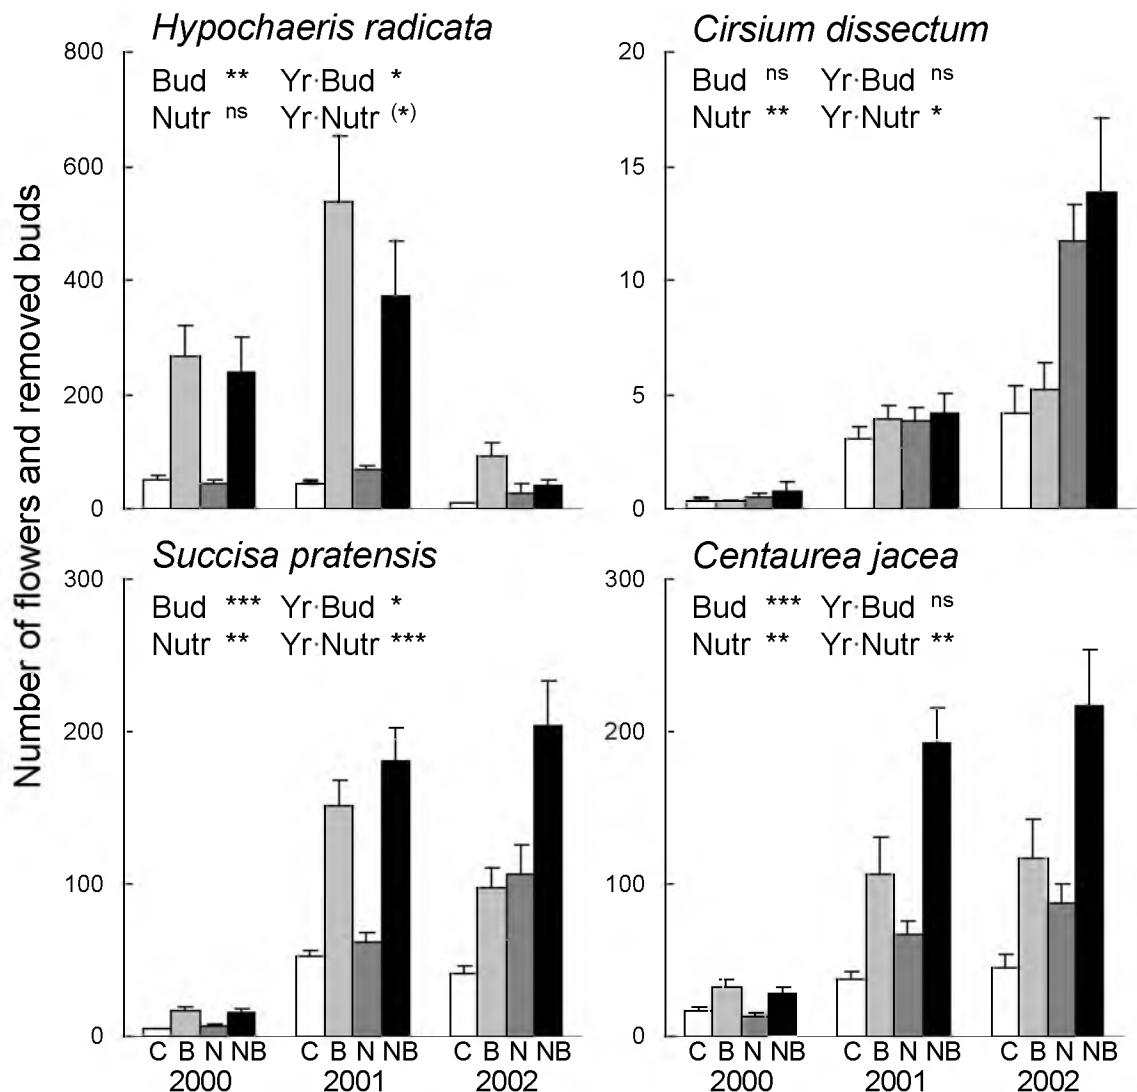 Number of flowers and removed buds
Hypochaeris radicata
Bud ** Yr·Bud *
Nutr ns Yr·Nutr (*)
800
600
400
200
0
Cirsium dissectum
Bud ns Yr·Bud ns
Nutr ** Yr·Nutr *
20
15
10
5
0
Succisa pratensis
Bud *** Yr·Bud *
Nutr ** Yr·Nutr ***
300
200
100
0
C B N NB C B N NB C B N NB
2000 2001 2002
Centaurea jacea
Bud *** Yr·Bud ns
Nutr ** Yr·Nutr **
300
200
100
0
C B N NB C B N NB C B N NB
2000 2001 2002